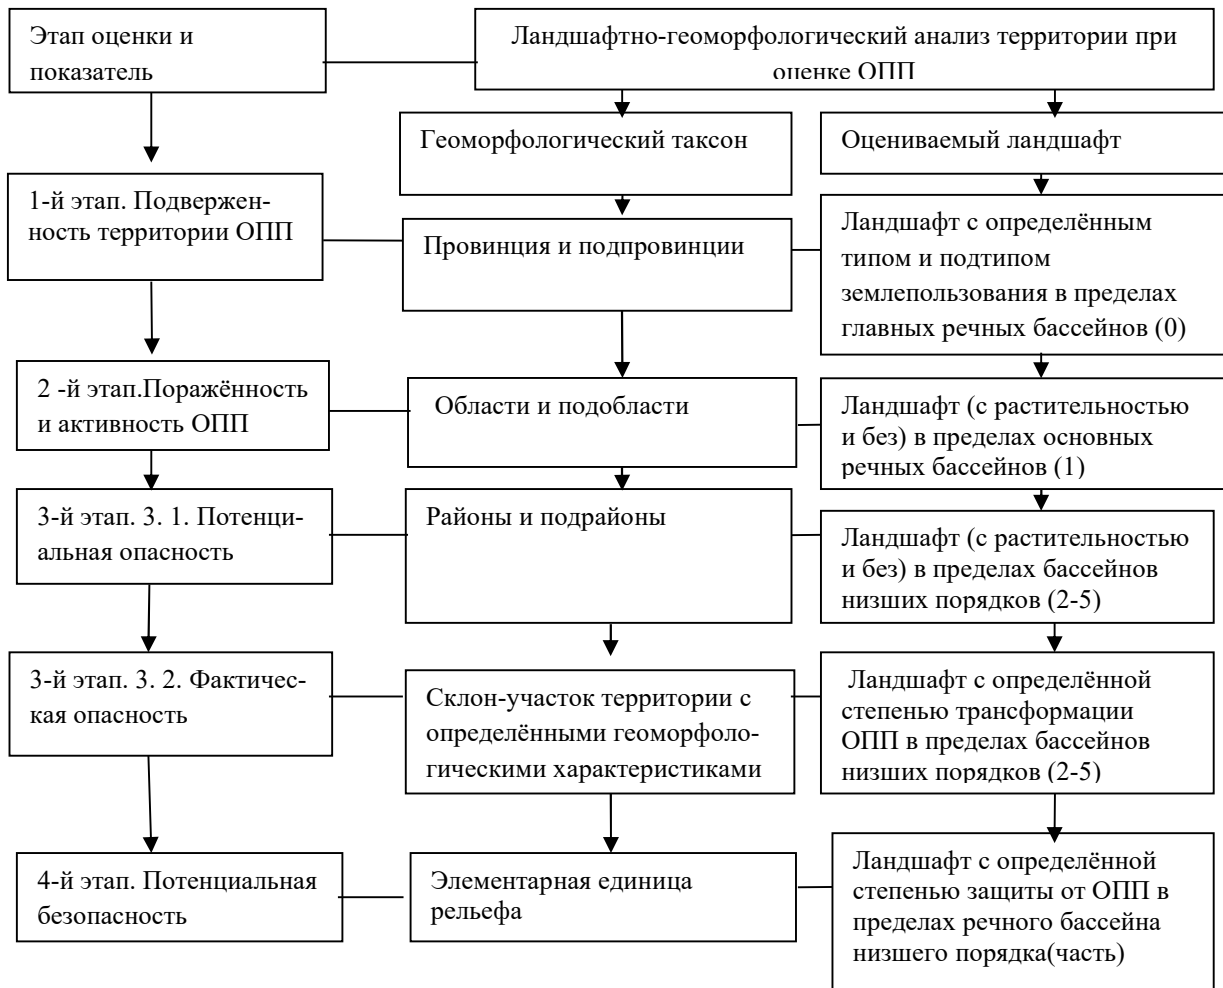 Этап оценки и
показатель
Ландшафтно-геоморфологический анализ территории при
оценке ОПП
Геоморфологический таксон
Оцениваемый ландшафт
1-й этап. Подвержен-
ность территории ОПП
Провинция и подпровинции
Ландшафт с определённым
типом и подтипом
землепользования в пределах
главных речных бассейнов (0)
2 -й этап.Поражённость
и активность ОПП
Области и подобласти
Ландшафт (с растительностью
и без) в пределах основных
речных бассейнов (1)
3-й этап. 3. 1. Потенци-
альная опасность
Районы и подрайоны
Ландшафт (с растительностью
и без) в пределах бассейнов
низших порядков (2-5)
3-й этап. 3. 2. Фактичес-
кая опасность
Склон-участок территории с
определёнными геоморфоло-
гическими характеристиками
Ландшафт с определённой
степенью трансформации
ОПП в пределах бассейнов
низших порядков (2-5)
4-й этап. Потенциальная
безопасность
Элементарная единица
рельефа
Ландшафт с определённой
степенью защиты от ОПП в
пределах речного бассейна
низшего порядка(часть)